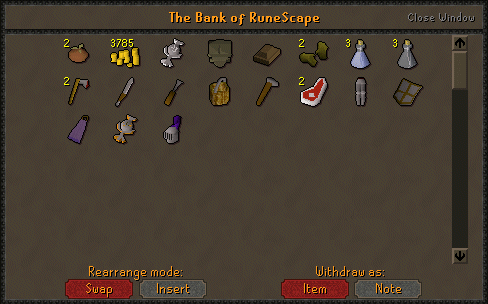 The Bank of RuneScape
Close Window
2 3785 2 3 3
2 2
Rearrange mode: Withdraw as:
Swap Insert Item Note